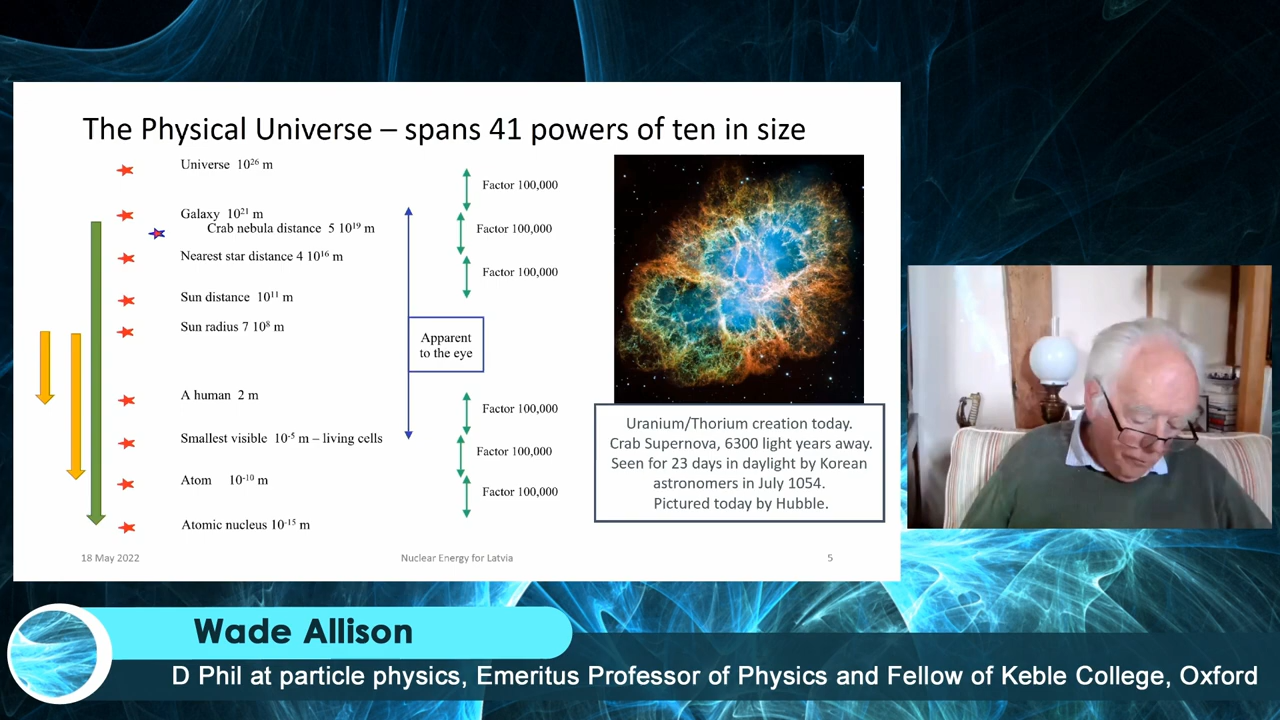 The Physical Universe – spans 41 powers of ten in size
Universe 10²⁶ m
Galaxy 10²¹ m
Crab nebula distance 5 10¹⁹ m
Nearest star distance 4 10¹⁶ m
Sun distance 10¹¹ m
Sun radius 7 10⁸ m
A human 2 m
Smallest visible 10⁻⁵ m – living cells
Atom 10⁻¹⁰ m
Atomic nucleus 10⁻¹⁵ m
Apparent
to the eye
Factor 100,000
Factor 100,000
Factor 100,000
Factor 100,000
Factor 100,000
Factor 100,000
Uranium/Thorium creation today.
Crab Supernova, 6300 light years away.
Seen for 23 days in daylight by Korean
astronomers in July 1054.
Pictured today by Hubble.
18 May 2022
Nuclear Energy for Latvia
5
Wade Allison
D Phil at particle physics, Emeritus Professor of Physics and Fellow of Keble College, Oxford